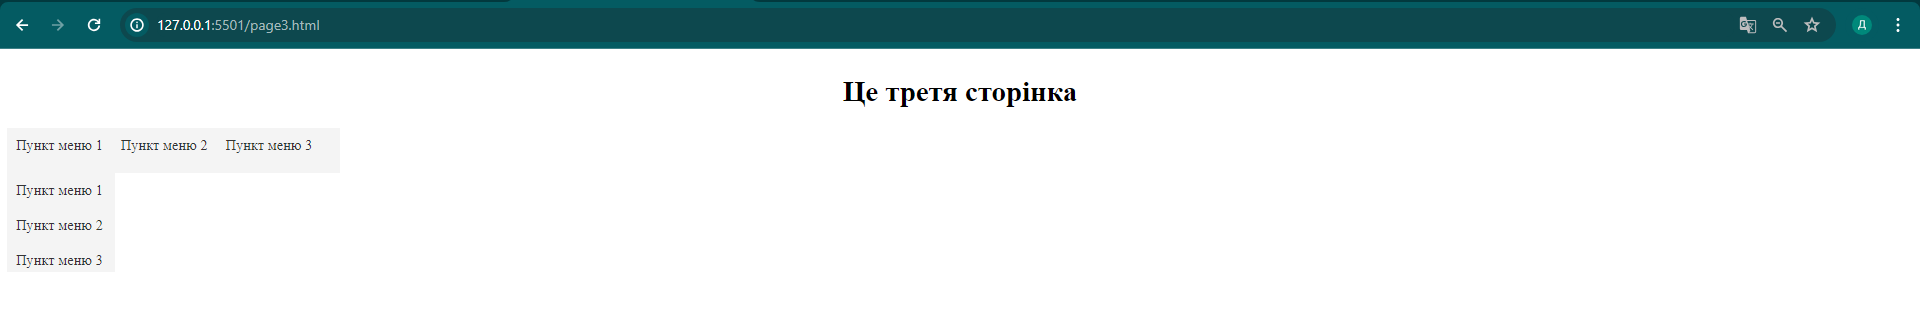 127.0.0.1:5501/page3.html
Д
Це третя сторінка
Пункт меню 1 Пункт меню 2 Пункт меню 3
Пункт меню 1
Пункт меню 2
Пункт меню 3